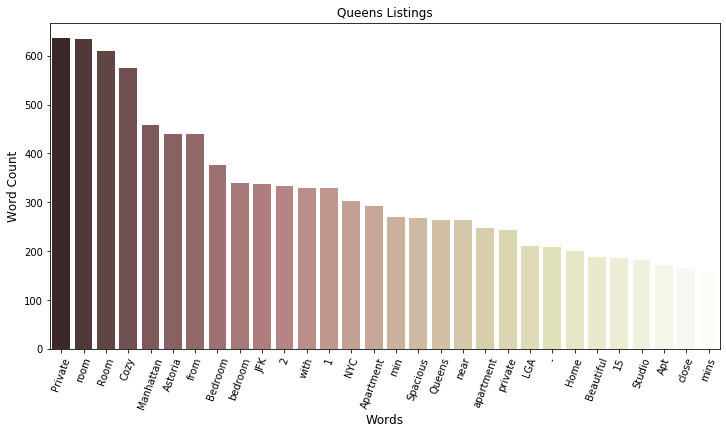 Queens Listings
Word Count
600
500
400
300
200
100
0
Private
room
Room
Cozy
Manhattan
Astoria
from
Bedroom
bedroom
JFK
2
with
1
NYC
Apartment
min
Spacious
Queens
near
apartment
private
LGA
-
Home
Beautiful
15
Studio
Apt
close
mins
Words